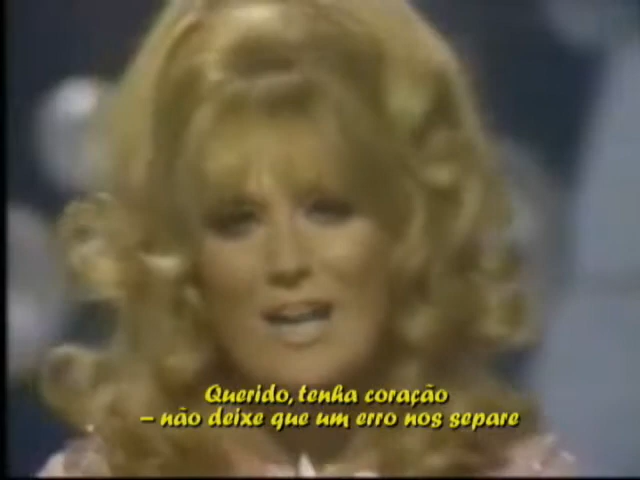 Querido, tenha coração
– não deixe que um erro nos separe